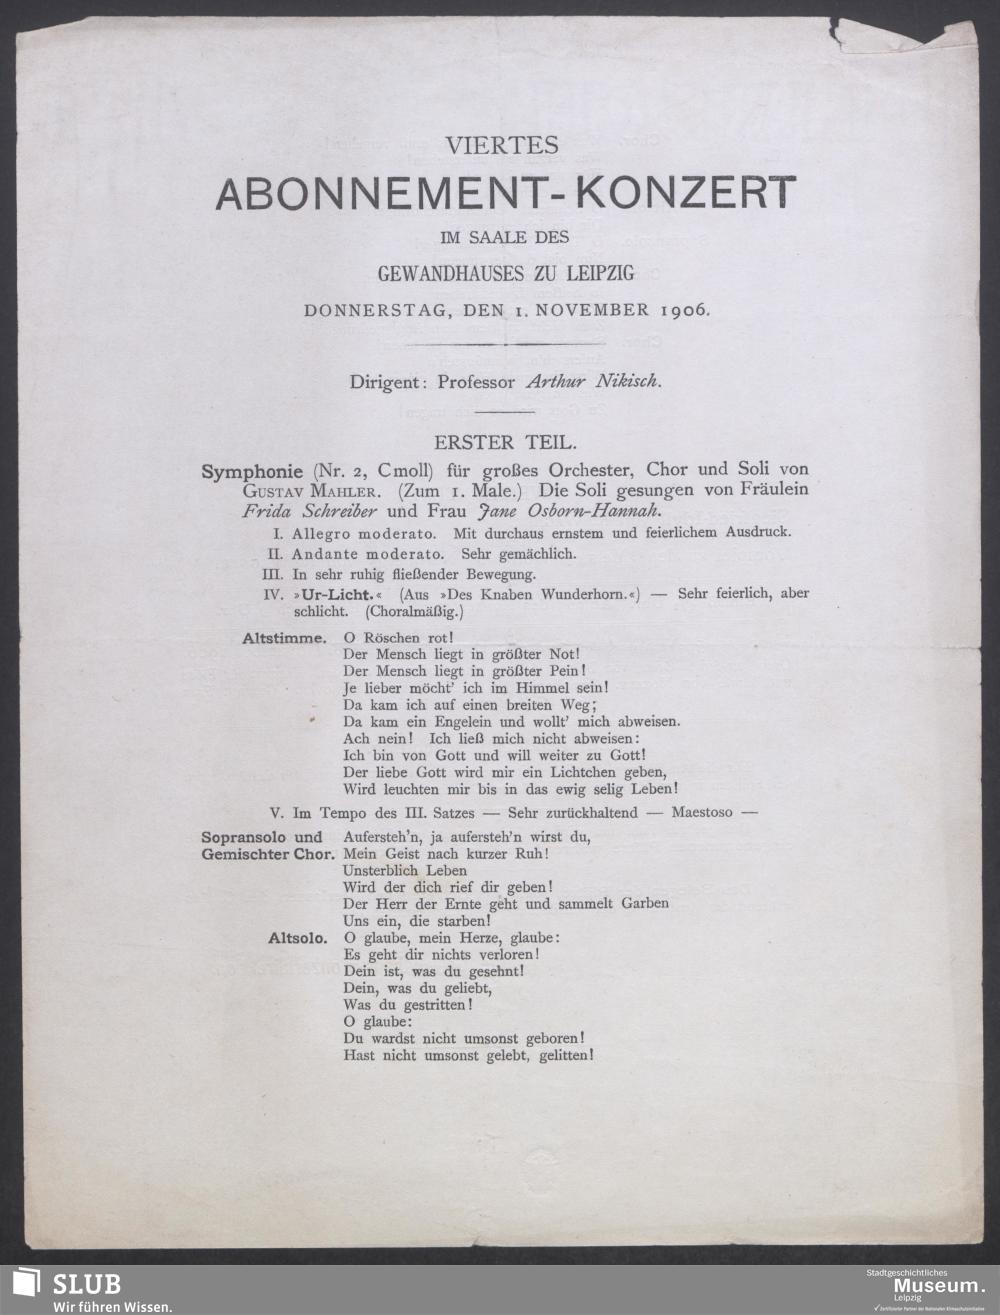 VIERTES
ABONNEMENT-KONZERT
IM SAALE DES
GEWANDHAUSES ZU LEIPZIG
DONNERSTAG, DEN 1. NOVEMBER 1906.
Dirigent: Professor Arthur Nikisch.
ERSTER TEIL.
Symphonie (Nr. 2, Cmoll) für großes Orchester, Chor und Soli von
GUSTAV MAHLER. (Zum 1. Male.) Die Soli gesungen von Fräulein
Frida Schreiber und Frau Jane Osborn-Hannah.
I. Allegro moderato. Mit durchaus ernstem und feierlichem Ausdruck.
II. Andante moderato. Sehr gemächlich.
III. In sehr ruhig fließender Bewegung.
IV. »Ur-Licht.« (Aus »Des Knaben Wunderhorn.«) — Sehr feierlich, aber
schlicht. (Choralmäßig.)
Altstimme. O Röschen rot!
Der Mensch liegt in größter Not!
Der Mensch liegt in größter Pein!
Je lieber möcht' ich im Himmel sein!
Da kam ich auf einen breiten Weg;
Da kam ein Engelein und wollt' mich abweisen.
Ach nein! Ich ließ mich nicht abweisen:
Ich bin von Gott und will weiter zu Gott!
Der liebe Gott wird mir ein Lichtchen geben,
Wird leuchten mir bis in das ewig selig Leben!
V. Im Tempo des III. Satzes — Sehr zurückhaltend — Maestoso —
Sopransolo und Aufersteh'n, ja aufersteh'n wirst du,
Gemischter Chor. Mein Geist nach kurzer Ruh!
Unsterblich Leben
Wird der dich rief dir geben!
Der Herr der Ernte geht und sammelt Garben
Uns ein, die starben!
Altsolo. O glaube, mein Herze, glaube:
Es geht dir nichts verloren!
Dein ist, was du gesehnt!
Dein, was du geliebt,
Was du gestritten!
O glaube:
Du wardst nicht umsonst geboren!
Hast nicht umsonst gelebt, gelitten!
SLUB
Wir führen Wissen.
Stadtgeschichtliches
Museum.
Leipzig
Zertifizierter Partner der Nationalen Klimaschutzinitiative